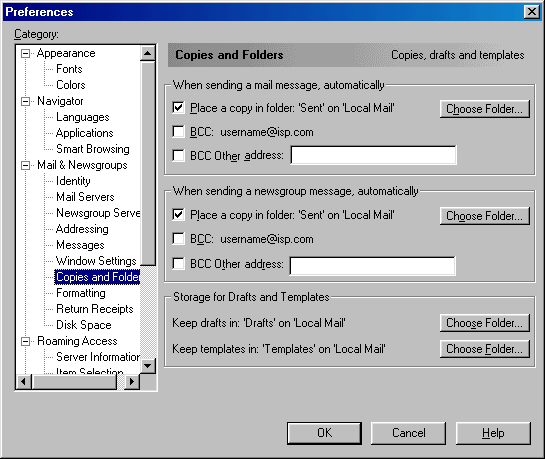 Preferences
Category:
Appearance
Fonts
Colors
Navigator
Languages
Applications
Smart Browsing
Mail & Newsgroups
Identity
Mail Servers
Newsgroup Serve
Addressing
Messages
Window Settings
Copies and Folder
Formatting
Return Receipts
Disk Space
Roaming Access
Server Information
Item Selection
Copies and Folders Copies, drafts and templates
When sending a mail message, automatically
Place a copy in folder: 'Sent' on 'Local Mail' Choose Folder...
BCC: username@isp.com
BCC Other address:
When sending a newsgroup message, automatically
Place a copy in folder: 'Sent' on 'Local Mail' Choose Folder...
BCC: username@isp.com
BCC Other address:
Storage for Drafts and Templates
Keep drafts in: 'Drafts' on 'Local Mail' Choose Folder...
Keep templates in: 'Templates' on 'Local Mail' Choose Folder...
OK Cancel Help